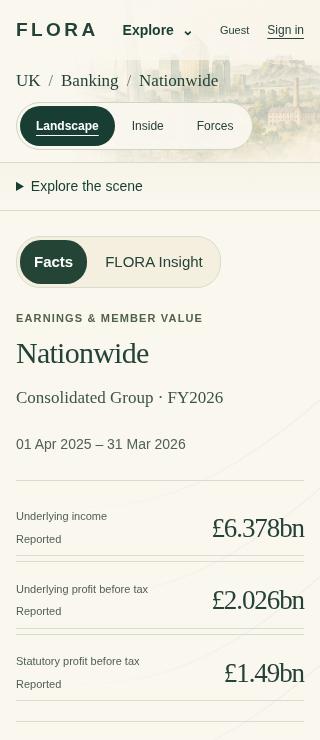 FLORA Explore Guest Sign in
UK / Banking / Nationwide
Landscape Inside Forces
Explore the scene
Facts FLORA Insight
EARNINGS & MEMBER VALUE
Nationwide
Consolidated Group · FY2026
01 Apr 2025 – 31 Mar 2026
Underlying income
Reported
£6.378bn
Underlying profit before tax
Reported
£2.026bn
Statutory profit before tax
Reported
£1.49bn